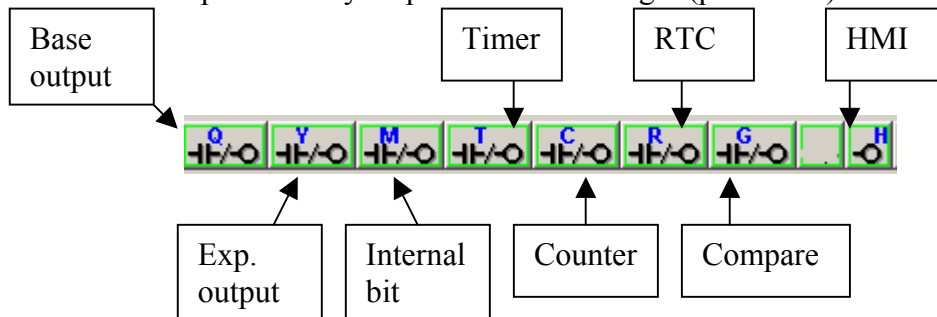 Base
output
Timer
RTC
HMI
Q Y M T C R G H
Exp.
output
Internal
bit
Counter
Compare